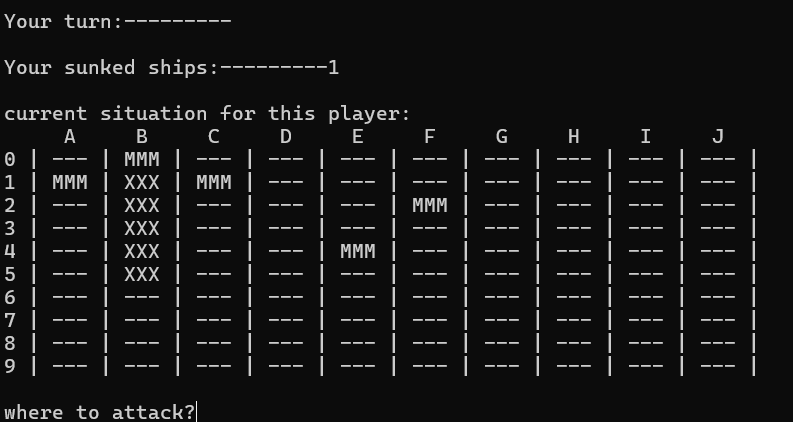 Your turn:---------
Your sunked ships:---------1
current situation for this player:
     A     B     C     D     E     F     G     H     I     J
0 | --- | MMM | --- | --- | --- | --- | --- | --- | --- | --- |
1 | MMM | XXX | MMM | --- | --- | --- | --- | --- | --- | --- |
2 | --- | XXX | --- | --- | --- | MMM | --- | --- | --- | --- |
3 | --- | XXX | --- | --- | --- | --- | --- | --- | --- | --- |
4 | --- | XXX | --- | --- | MMM | --- | --- | --- | --- | --- |
5 | --- | XXX | --- | --- | --- | --- | --- | --- | --- | --- |
6 | --- | --- | --- | --- | --- | --- | --- | --- | --- | --- |
7 | --- | --- | --- | --- | --- | --- | --- | --- | --- | --- |
8 | --- | --- | --- | --- | --- | --- | --- | --- | --- | --- |
9 | --- | --- | --- | --- | --- | --- | --- | --- | --- | --- |
where to attack?